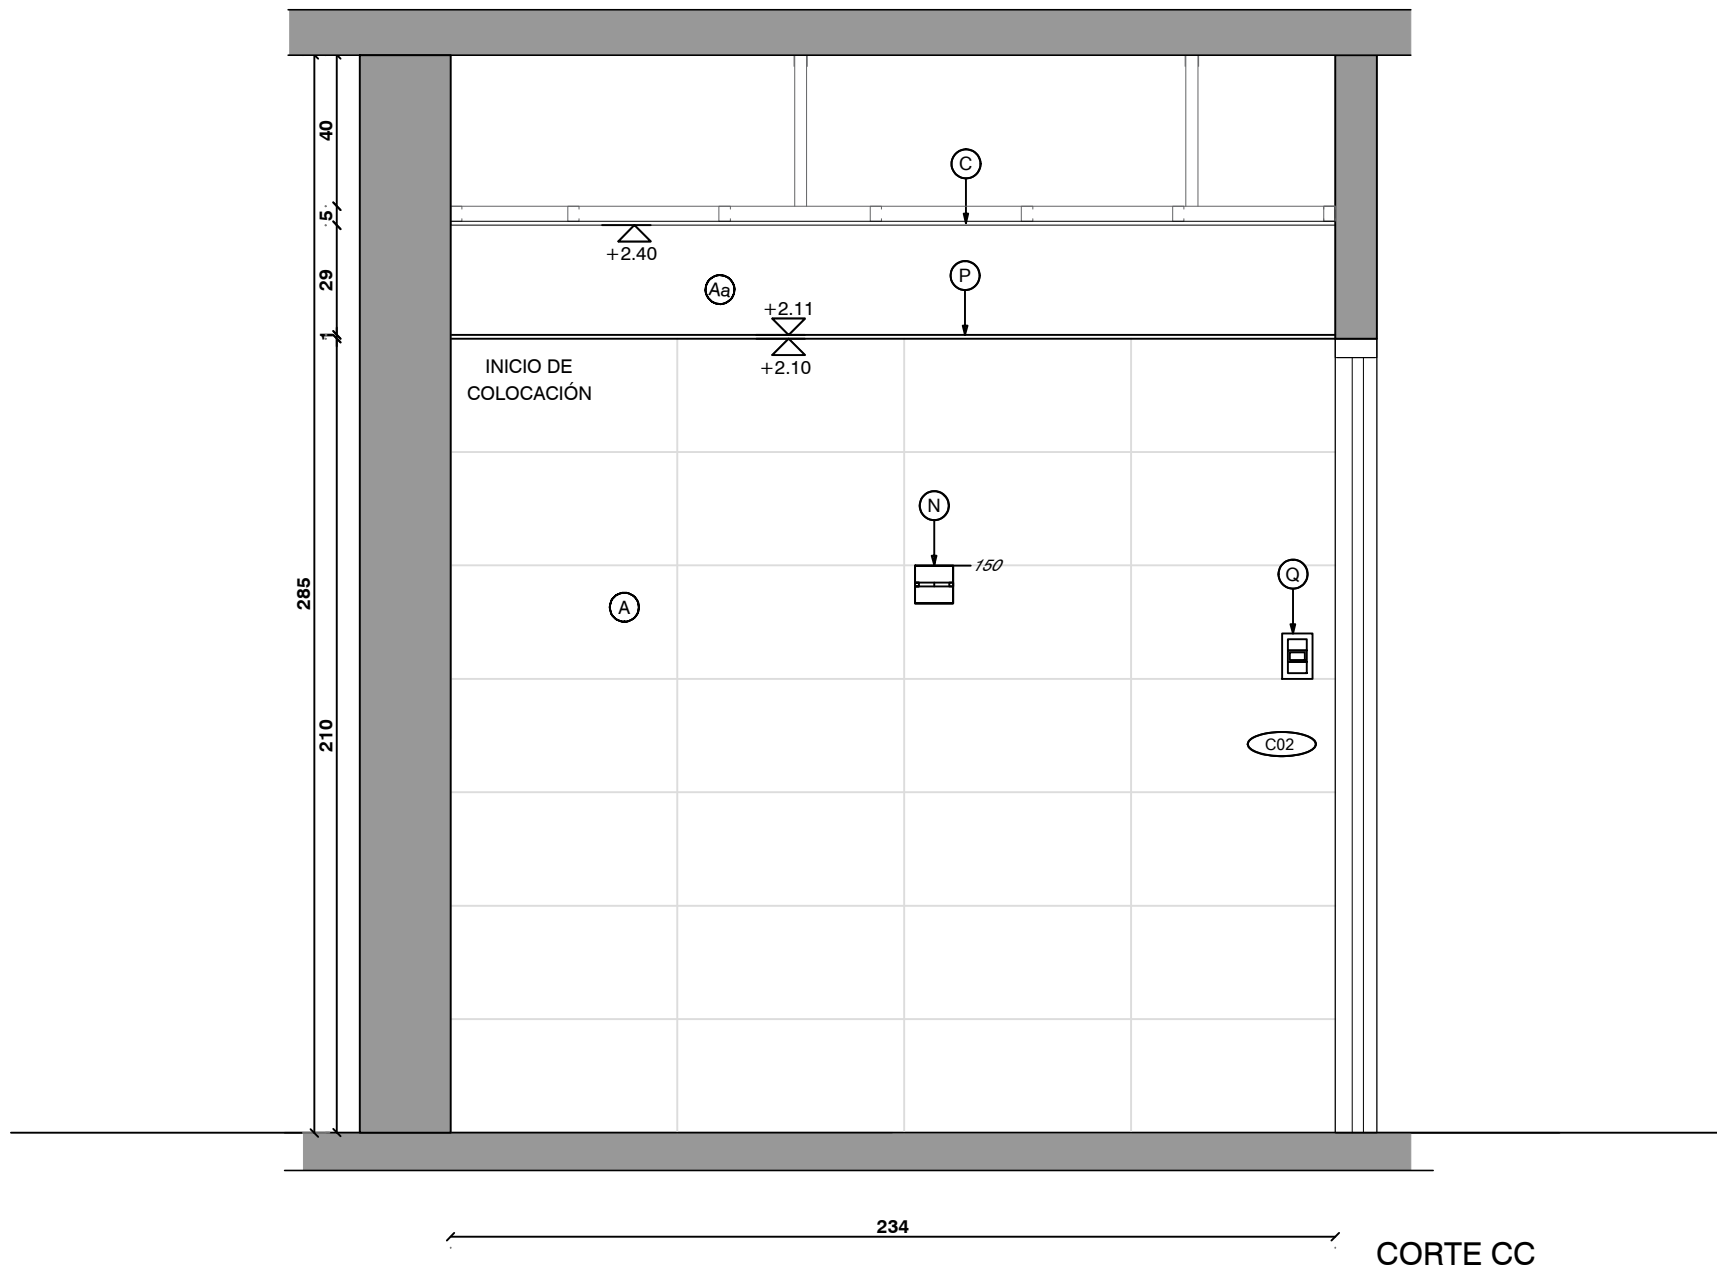 40
C
5
+2.40
29
Aa
P
+2.11
1
+2.10
INICIO DE
COLOCACIÓN
N
150
Q
285
A
210
C02
234
CORTE CC